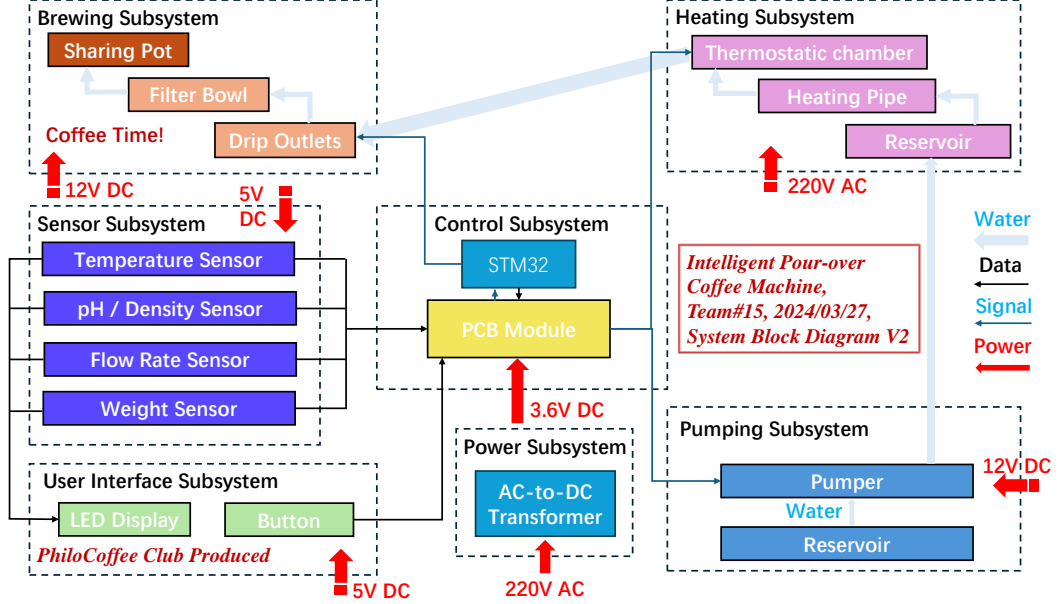 Brewing Subsystem
Sharing Pot
Filter Bowl
Drip Outlets
Coffee Time!
12V DC
Heating Subsystem
Thermostatic chamber
Heating Pipe
Reservoir
220V AC
5V
DC
Sensor Subsystem
Temperature Sensor
pH / Density Sensor
Flow Rate Sensor
Weight Sensor
Control Subsystem
STM32
PCB Module
3.6V DC
Intelligent Pour-over
Coffee Machine,
Team#15, 2024/03/27,
System Block Diagram V2
Water
Data
Signal
Power
User Interface Subsystem
LED Display
Button
PhiloCoffee Club Produced
5V DC
Power Subsystem
AC-to-DC
Transformer
220V AC
Pumping Subsystem
Pumper
12V DC
Water
Reservoir